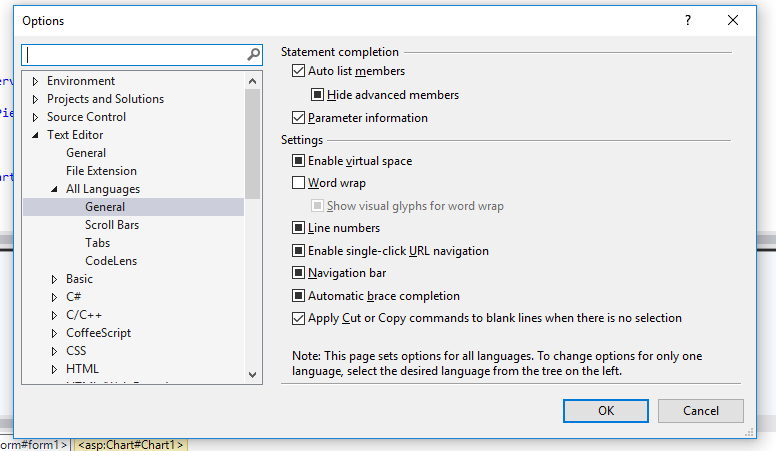 Options
?
Statement completion
Auto list members
Hide advanced members
Parameter information
Settings
Enable virtual space
Word wrap
Show visual glyphs for word wrap
Line numbers
Enable single-click URL navigation
Navigation bar
Automatic brace completion
Apply Cut or Copy commands to blank lines when there is no selection
Note: This page sets options for all languages. To change options for only one
language, select the desired language from the tree on the left.
Environment
Projects and Solutions
Source Control
Text Editor
General
File Extension
All Languages
General
Scroll Bars
Tabs
CodeLens
Basic
C#
C/C++
CoffeeScript
CSS
HTML
OK
Cancel
erv
Pie
art
orm#form1>
<asp:Chart#Chart1>